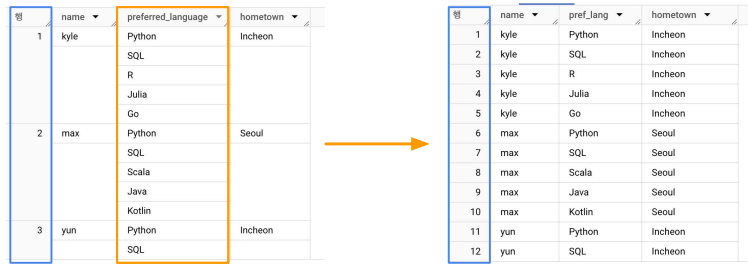 행 name preferred_language hometown
1 kyle Python Incheon
SQL
R
Julia
Go
2 max Python Seoul
SQL
Scala
Java
Kotlin
3 yun Python Incheon
SQL
행 name pref_lang hometown
1 kyle Python Incheon
2 kyle SQL Incheon
3 kyle R Incheon
4 kyle Julia Incheon
5 kyle Go Incheon
6 max Python Seoul
7 max SQL Seoul
8 max Scala Seoul
9 max Java Seoul
10 max Kotlin Seoul
11 yun Python Incheon
12 yun SQL Incheon